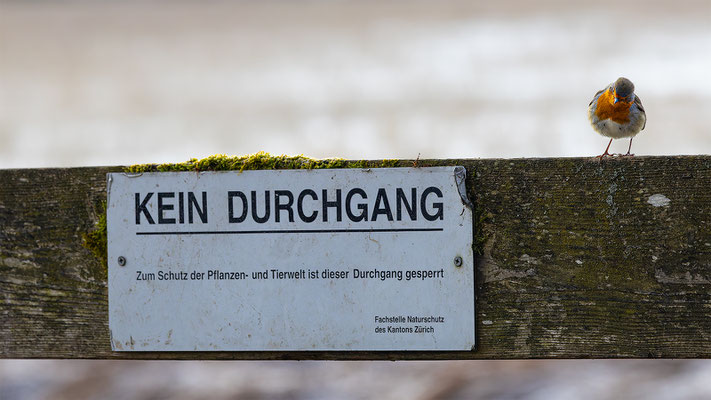 KEIN DURCHGANG
Zum Schutz der Pflanzen- und Tierwelt ist dieser Durchgang gesperrt
Fachstelle Naturschutz
des Kantons Zürich